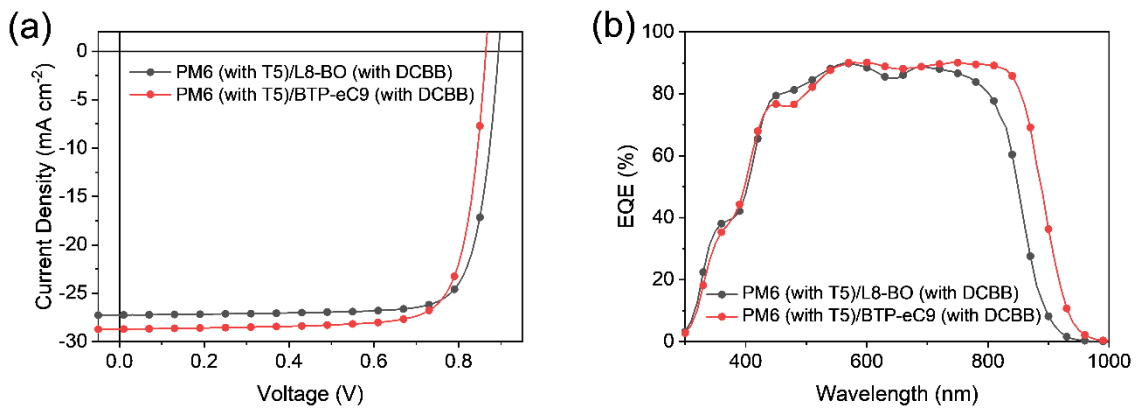 (a)
0
-5
-10
-15
-20
-25
-30
Current Density (mA cm⁻²)
PM6 (with T5)/L8-BO (with DCBB)
PM6 (with T5)/BTP-eC9 (with DCBB)
0.0 0.2 0.4 0.6 0.8
Voltage (V)
(b)
100
80
60
40
20
0
EQE (%)
PM6 (with T5)/L8-BO (with DCBB)
PM6 (with T5)/BTP-eC9 (with DCBB)
400 600 800 1000
Wavelength (nm)